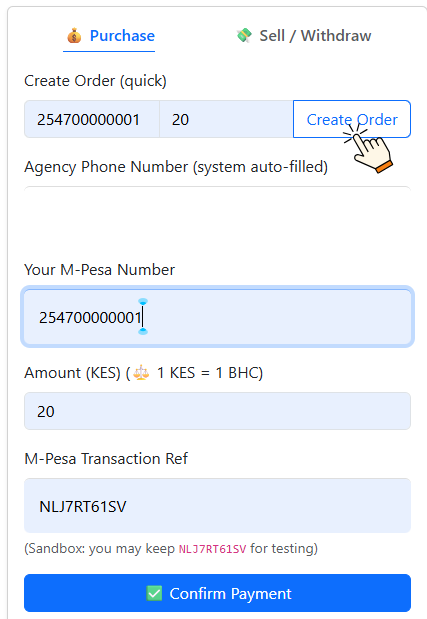 💰 Purchase 💸 Sell / Withdraw
Create Order (quick)
254700000001 20 Create Order
Agency Phone Number (system auto-filled)
Your M-Pesa Number
254700000001
Amount (KES) (⚖️ 1 KES = 1 BHC)
20
M-Pesa Transaction Ref
NLJ7RT61SV
(Sandbox: you may keep NLJ7RT61SV for testing)
✅ Confirm Payment